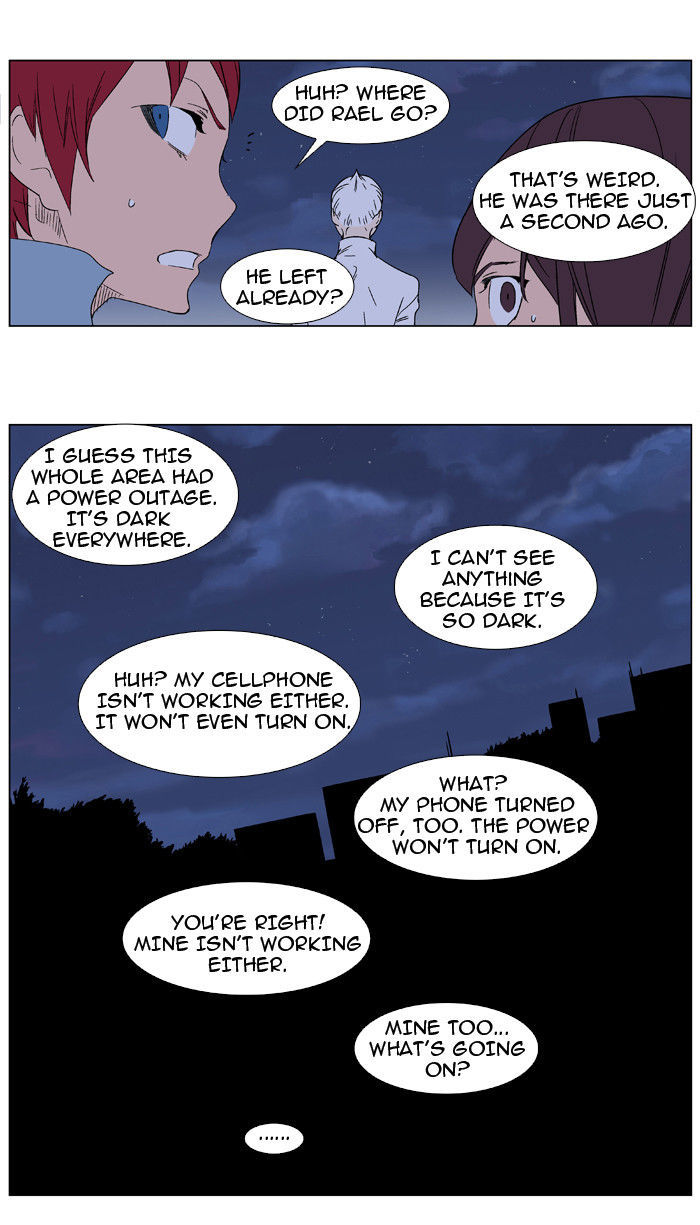 HUH? WHERE
DID RAEL GO?
THAT'S WEIRD.
HE WAS THERE JUST
A SECOND AGO.
HE LEFT
ALREADY?
I GUESS THIS
WHOLE AREA HAD
A POWER OUTAGE.
IT'S DARK
EVERYWHERE.
I CAN'T SEE
ANYTHING
BECAUSE IT'S
SO DARK.
HUH? MY CELLPHONE
ISN'T WORKING EITHER.
IT WON'T EVEN TURN ON.
WHAT?
MY PHONE TURNED
OFF, TOO. THE POWER
WON'T TURN ON.
YOU'RE RIGHT!
MINE ISN'T WORKING
EITHER.
MINE TOO...
WHAT'S GOING
ON?
......